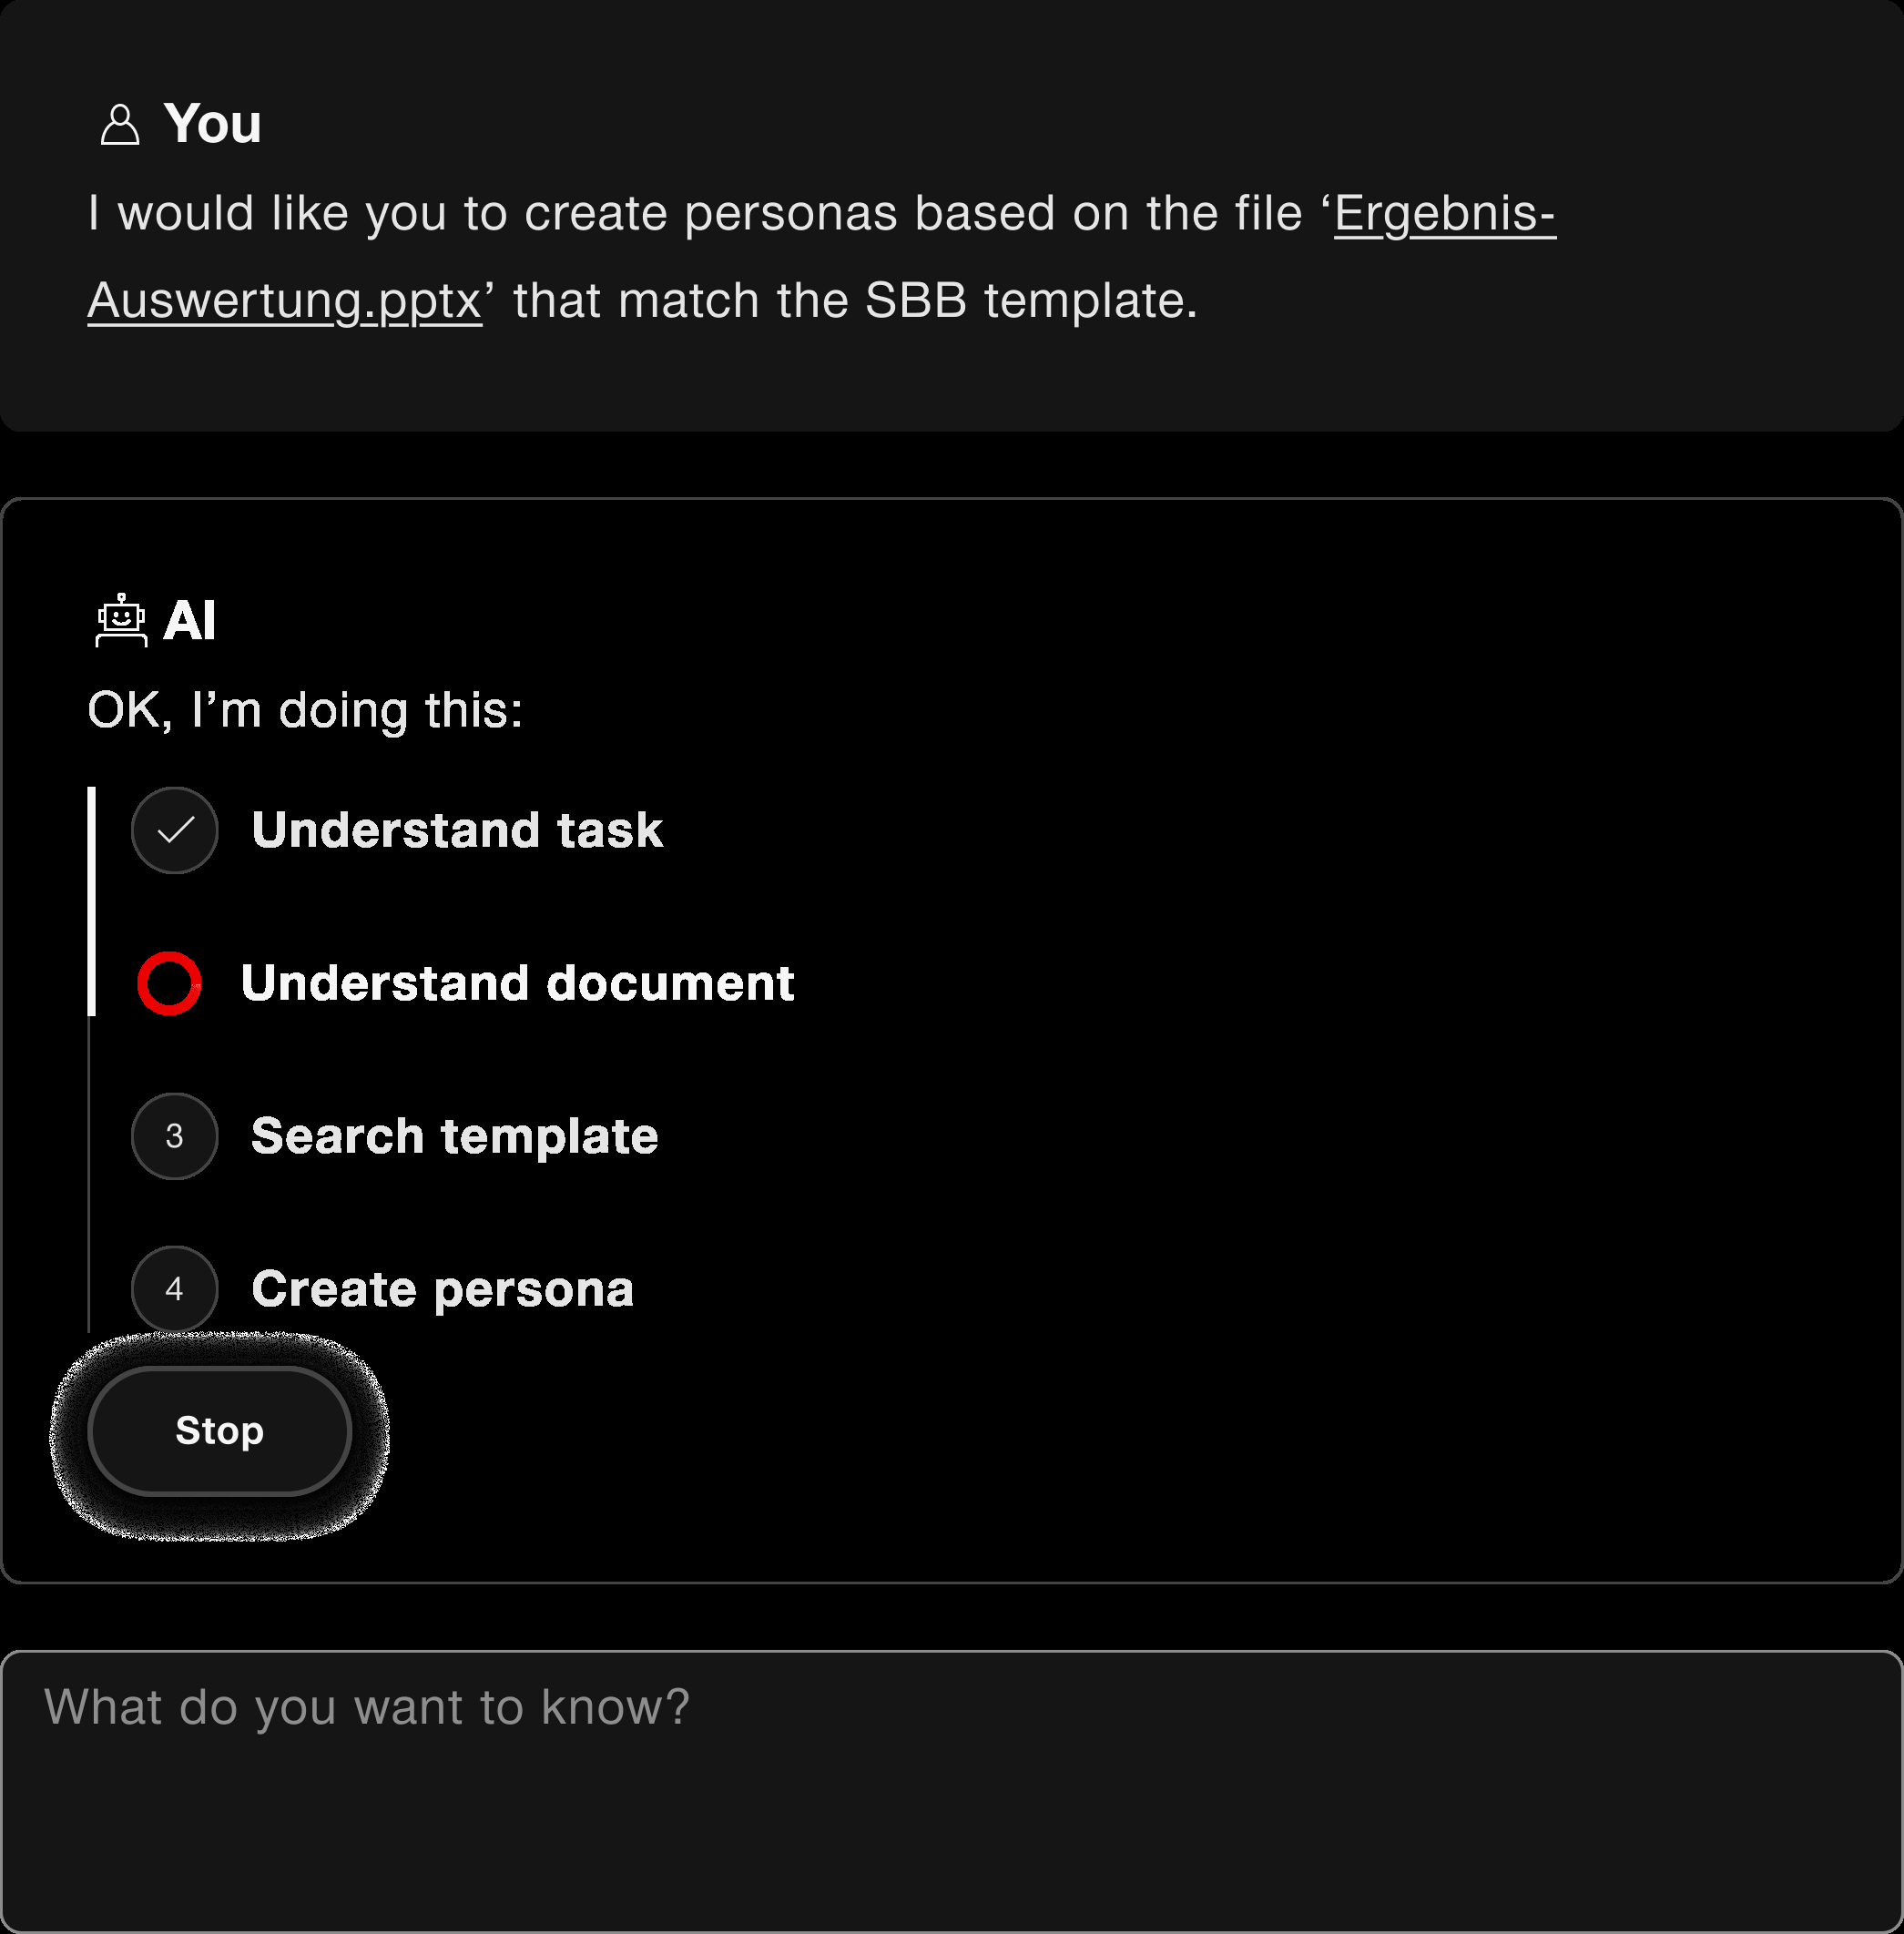 You
I would like you to create personas based on the file ‘Ergebnis-
Auswertung.pptx’ that match the SBB template.
AI
OK, I’m doing this:
Understand task
Understand document
3 Search template
4 Create persona
Stop
What do you want to know?